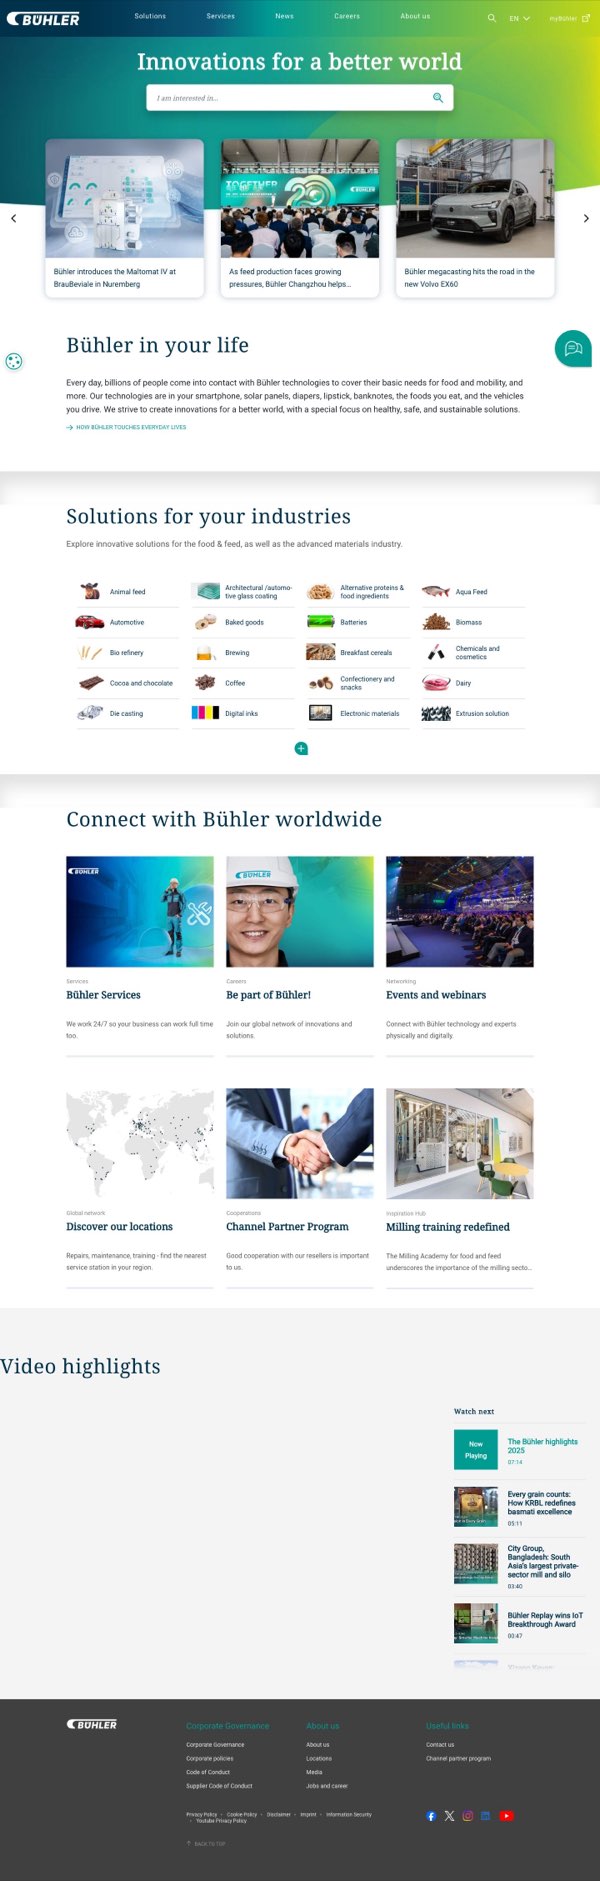 BÜHLER
Solutions
Services
News
Careers
About us
EN
myBühler
Innovations for a better world
I am interested in...
TOGETHER
20
BÜHLER
Bühler introduces the Maltomat IV at
BrauBeviale in Nuremberg
As feed production faces growing
pressures, Bühler Changzhou helps...
Bühler megacasting hits the road in the
new Volvo EX60
Bühler in your life
Every day, billions of people come into contact with Bühler technologies to cover their basic needs for food and mobility, and
more. Our technologies are in your smartphone, solar panels, diapers, lipstick, banknotes, the foods you eat, and the vehicles
you drive. We strive to create innovations for a better world, with a special focus on healthy, safe, and sustainable solutions.
HOW BÜHLER TOUCHES EVERYDAY LIVES
Solutions for your industries
Explore innovative solutions for the food & feed, as well as the advanced materials industry.
Animal feed
Architectural /automo-
tive glass coating
Alternative proteins &
food ingredients
Aqua Feed
Automotive
Baked goods
Batteries
Biomass
Bio refinery
Brewing
Breakfast cereals
Chemicals and
cosmetics
Cocoa and chocolate
Coffee
Confectionery and
snacks
Dairy
Die casting
Digital inks
Electronic materials
Extrusion solution
Connect with Bühler worldwide
BÜHLER
BÜHLER
Services
Bühler Services
We work 24/7 so your business can work full time
too.
Careers
Be part of Bühler!
Join our global network of innovations and
solutions.
Networking
Events and webinars
Connect with Bühler technology and experts
physically and digitally.
Global network
Discover our locations
Repairs, maintenance, training - find the nearest
service station in your region.
Cooperations
Channel Partner Program
Good cooperation with our resellers is important
to us.
Inspiration Hub
Milling training redefined
The Milling Academy for food and feed
underscores the importance of the milling secto...
Video highlights
Watch next
Now
Playing
The Bühler highlights
2025
07:14
Every grain counts:
How KRBL redefines
basmati excellence
05:11
City Group,
Bangladesh: South
Asia's largest private-
sector mill and silo
03:40
Bühler Replay wins IoT
Breakthrough Award
00:47
BÜHLER
Corporate Governance
Corporate Governance
Corporate policies
Code of Conduct
Supplier Code of Conduct
About us
About us
Locations
Media
Jobs and career
Useful links
Contact us
Channel partner program
Privacy Policy
Cookie Policy
Disclaimer
Imprint
Information Security
Youtube Privacy Policy
BACK TO TOP